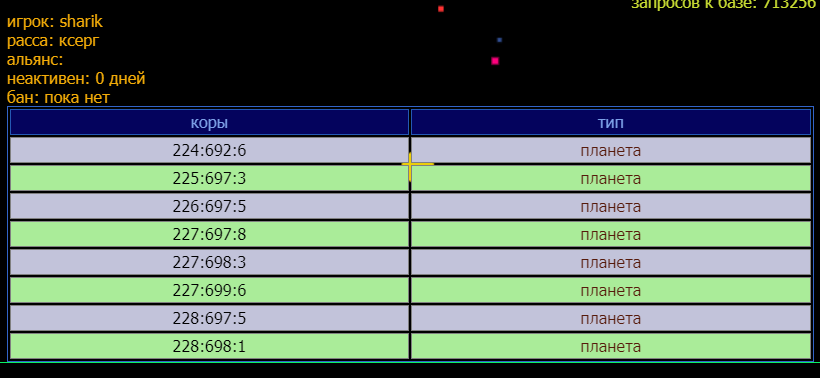 запросов к базе: 713256
игрок: sharik
расса: ксерг
альянс:
неактивен: 0 дней
бан: пока нет
коры тип
224:692:6 планета
225:697:3 планета
226:697:5 планета
227:697:8 планета
227:698:3 планета
227:699:6 планета
228:697:5 планета
228:698:1 планета